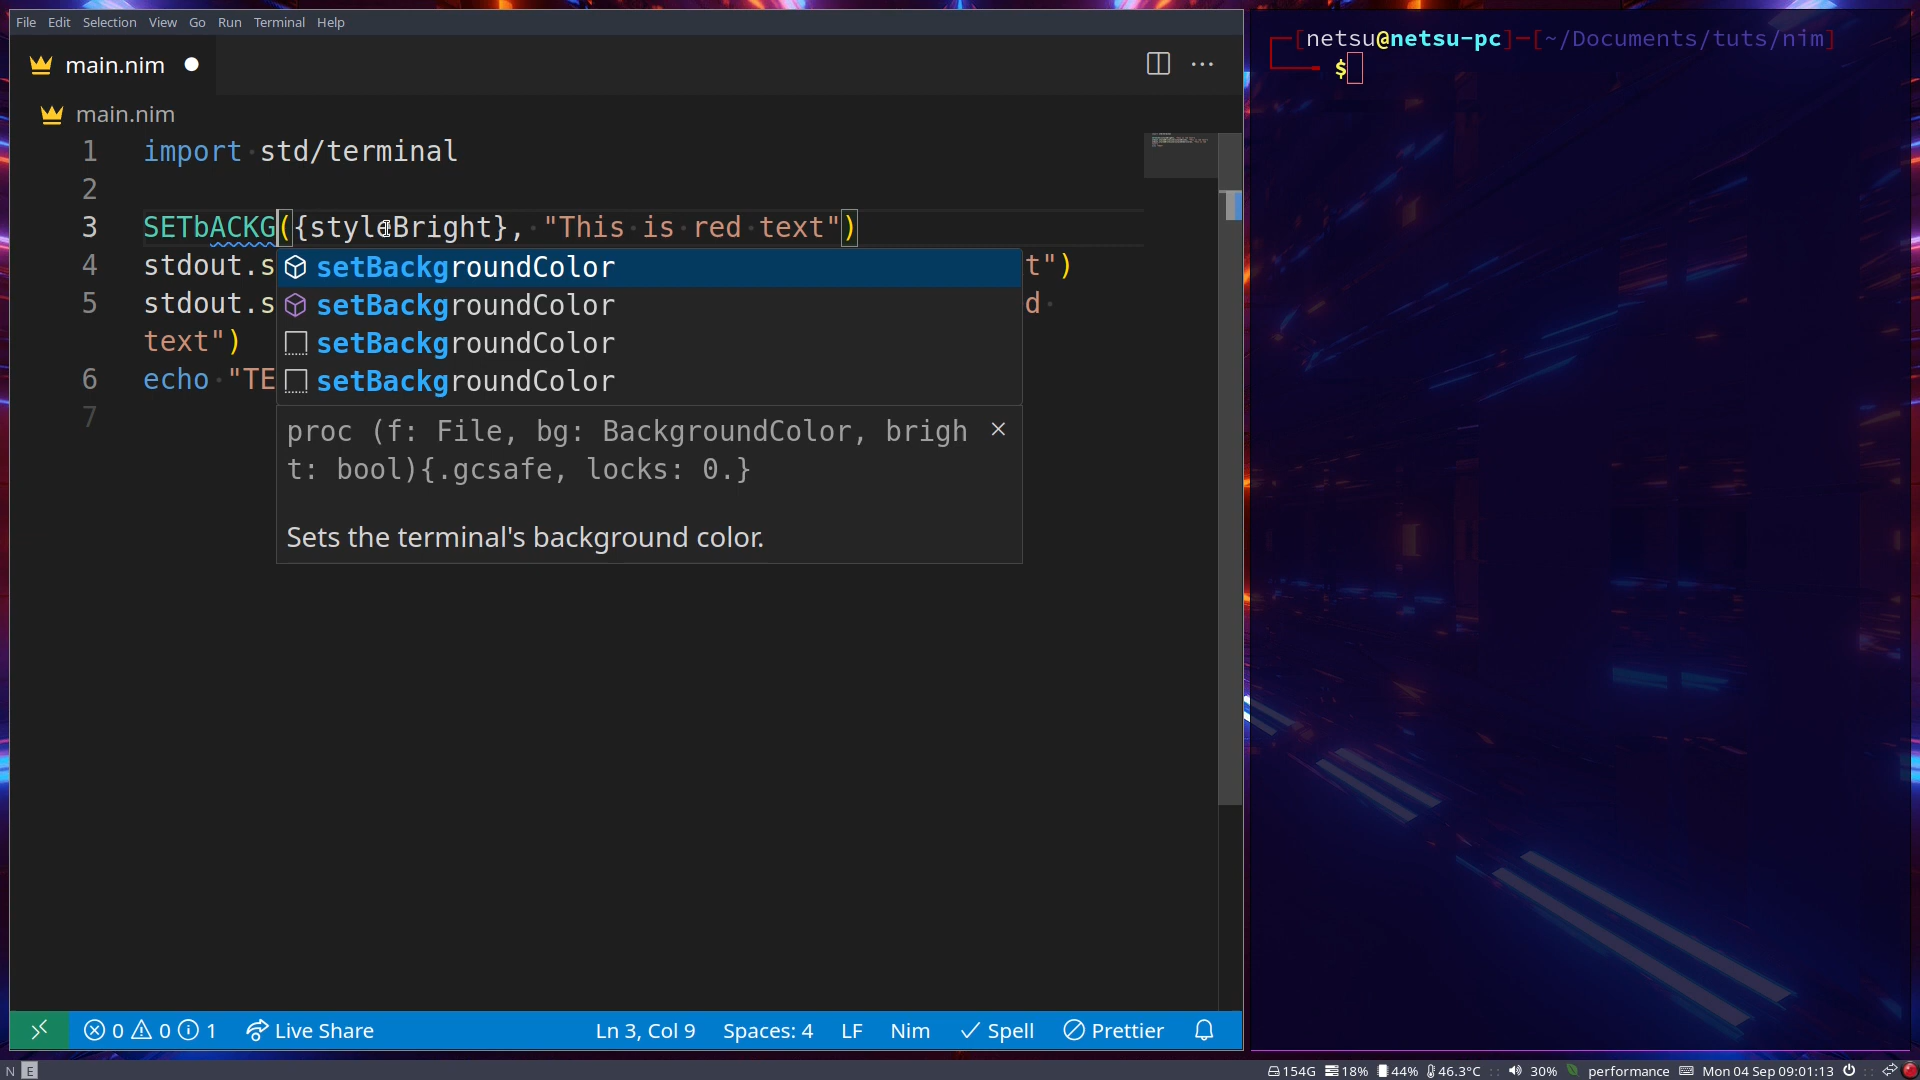 File Edit Selection View Go Run Terminal Help
main.nim
main.nim
1 import std/terminal
2
3 SETbACKG({styleBright}, "This is red text")
4 stdout.s t")
5 stdout.s d
text")
6 echo "TE
7
setBackgroundColor
setBackgroundColor
setBackgroundColor
setBackgroundColor
proc (f: File, bg: BackgroundColor, brigh
t: bool){.gcsafe, locks: 0.}
Sets the terminal's background color.
0 0 1 Live Share Ln 3, Col 9 Spaces: 4 LF Nim Spell Prettier
[netsu@netsu-pc]-[~/Documents/tuts/nim]
$
N E 154G 18% 44% 46.3°C :: 30% performance Mon 04 Sep 09:01:13 ::